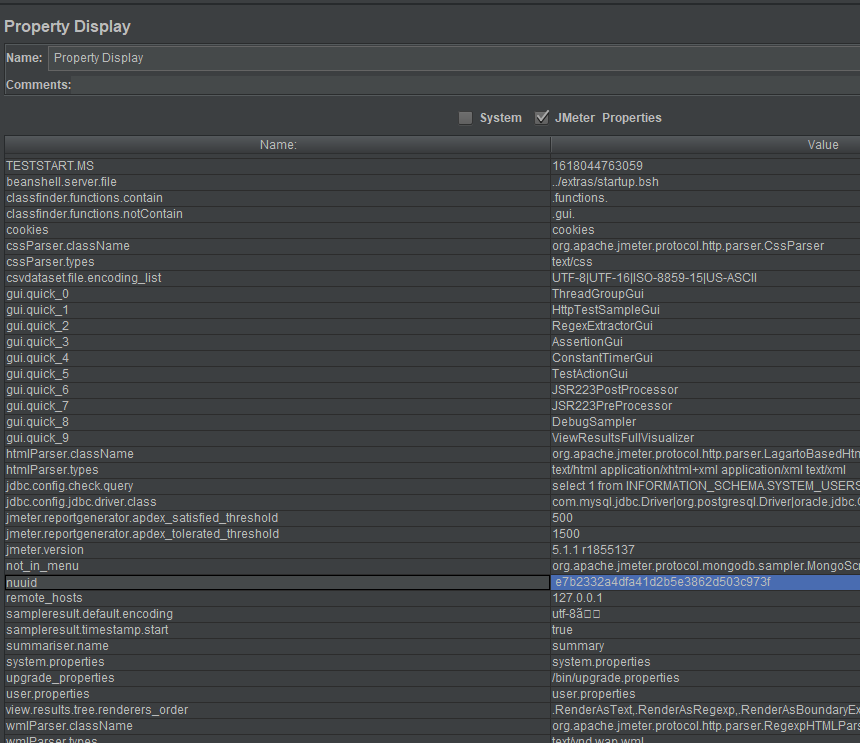 Property Display
Name: Property Display
Comments:
System JMeter Properties
Name: Value
TESTSTART.MS 1618044763059
beanshell.server.file ../extras/startup.bsh
classfinder.functions.contain .functions.
classfinder.functions.notContain .gui.
cookies cookies
cssParser.className org.apache.jmeter.protocol.http.parser.CssParser
cssParser.types text/css
csvdataset.file.encoding_list UTF-8|UTF-16|ISO-8859-15|US-ASCII
gui.quick_0 ThreadGroupGui
gui.quick_1 HttpTestSampleGui
gui.quick_2 RegexExtractorGui
gui.quick_3 AssertionGui
gui.quick_4 ConstantTimerGui
gui.quick_5 TestActionGui
gui.quick_6 JSR223PostProcessor
gui.quick_7 JSR223PreProcessor
gui.quick_8 DebugSampler
gui.quick_9 ViewResultsFullVisualizer
htmlParser.className org.apache.jmeter.protocol.http.parser.LagartoBasedHtm
htmlParser.types text/html application/xhtml+xml application/xml text/xml
jdbc.config.check.query select 1 from INFORMATION_SCHEMA.SYSTEM_USERS
jdbc.config.jdbc.driver.class com.mysql.jdbc.Driver|org.postgresql.Driver|oracle.jdbc.O
jmeter.reportgenerator.apdex_satisfied_threshold 500
jmeter.reportgenerator.apdex_tolerated_threshold 1500
jmeter.version 5.1.1 r1855137
not_in_menu org.apache.jmeter.protocol.mongodb.sampler.MongoScr
nuuid e7b2332a4dfa41d2b5e3862d503c973f
remote_hosts 127.0.0.1
sampleresult.default.encoding utf-8ã□□
sampleresult.timestamp.start true
summariser.name summary
system.properties system.properties
upgrade_properties /bin/upgrade.properties
user.properties user.properties
view.results.tree.renderers_order .RenderAsText,.RenderAsRegexp,.RenderAsBoundaryEx
wmlParser.className org.apache.jmeter.protocol.http.parser.RegexpHTMLPars
wmlParser.types text/vnd.wap.wml